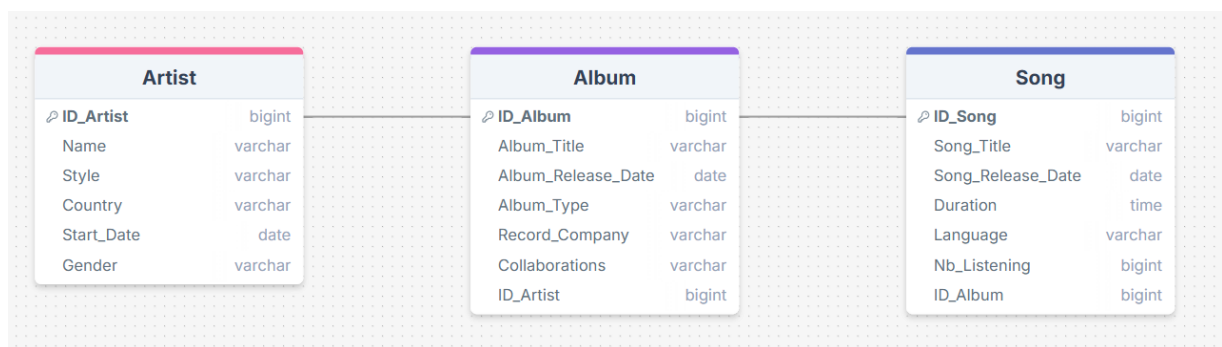 Artist
ID_Artist bigint
Name varchar
Style varchar
Country varchar
Start_Date date
Gender varchar
Album
ID_Album bigint
Album_Title varchar
Album_Release_Date date
Album_Type varchar
Record_Company varchar
Collaborations varchar
ID_Artist bigint
Song
ID_Song bigint
Song_Title varchar
Song_Release_Date date
Duration time
Language varchar
Nb_Listening bigint
ID_Album bigint